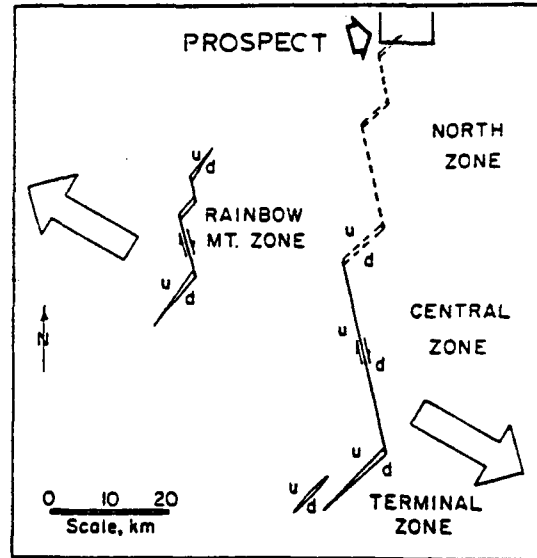 PROSPECT
NORTH
ZONE
u
d
RAINBOW
MT. ZONE
u
d
u
d
CENTRAL
ZONE
N
u
d
u
d
u
d
0 10 20
Scale, km
TERMINAL
ZONE